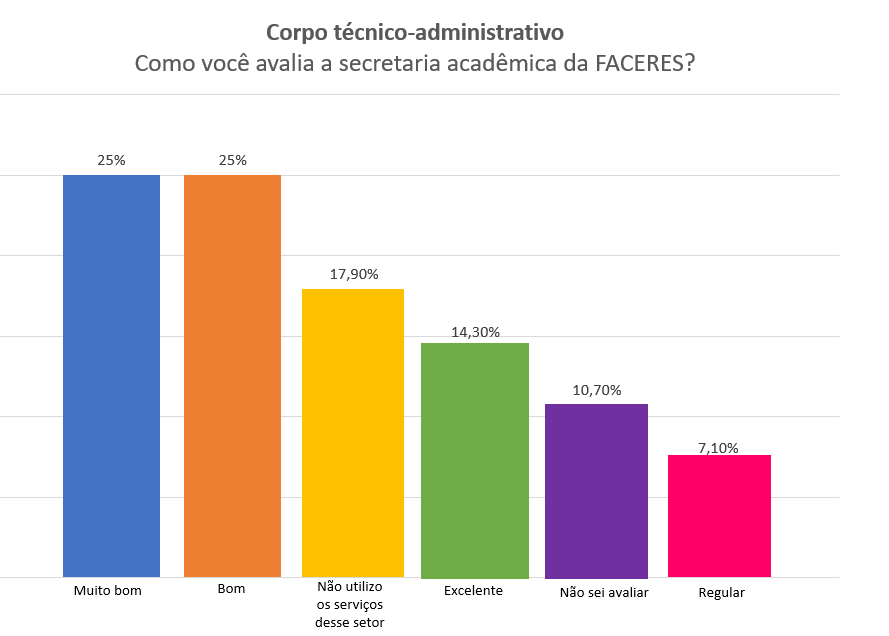 Corpo técnico-administrativo
Como você avalia a secretaria acadêmica da FACERES?
25%
25%
17,90%
14,30%
10,70%
7,10%
Muito bom
Bom
Não utilizo
os serviços
desse setor
Excelente
Não sei avaliar
Regular